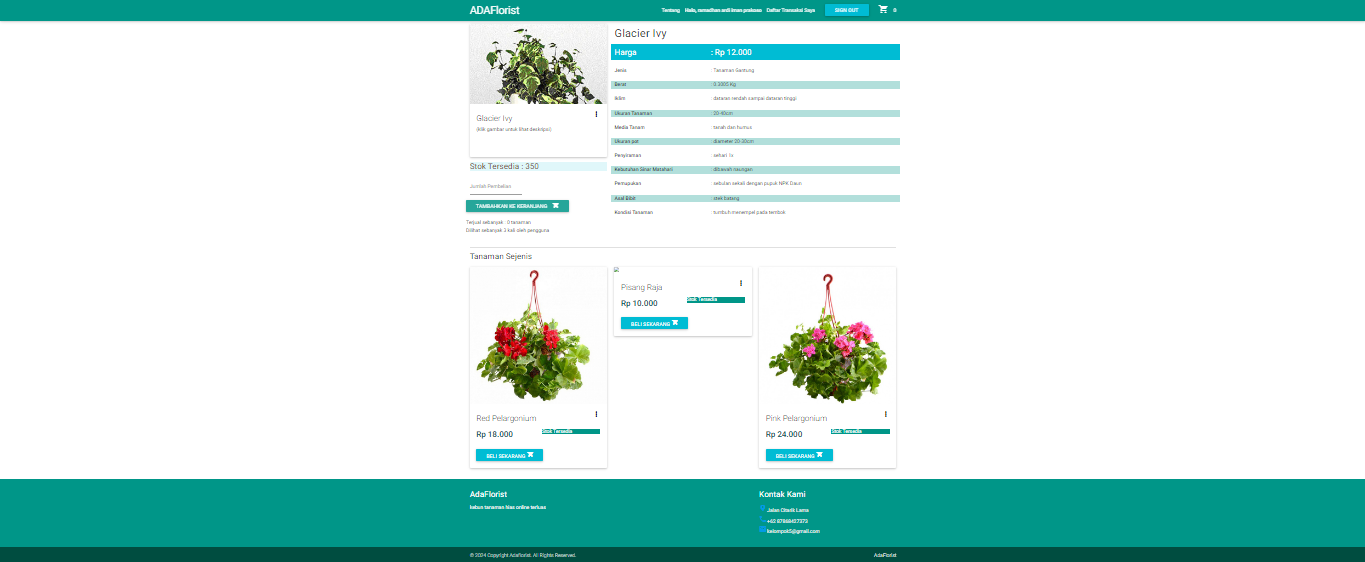 ADAFlorist
Tentang Halo, ramadhan ardi iman prakoso Daftar Transaksi Saya SIGN OUT 0
Glacier Ivy
Harga : Rp 12.000
Jenis : Tanaman Gantung
Berat : 0.2005 Kg
Iklim : dataran rendah sampai dataran tinggi
Ukuran Tanaman : 20-40cm
Media Tanam : tanah dan humus
Ukuran pot : diameter 20-30cm
Penyiraman : sehari 1x
Kebutuhan Sinar Matahari : dibawah naungan
Pemupukan : sebulan sekali dengan pupuk NPK Daun
Asal Bibit : stek batang
Kondisi Tanaman : tumbuh menempel pada tembok
Glacier Ivy
(klik gambar untuk lihat deskripsi)
Stok Tersedia : 350
Jumlah Pembelian
TAMBAHKAN KE KERANJANG
Terjual sebanyak : 0 tanaman
Dilihat sebanyak 3 kali oleh pengguna
Tanaman Sejenis
Red Pelargonium
Rp 18.000 Stok Tersedia
BELI SEKARANG
Pisang Raja
Rp 10.000 Stok Tersedia
BELI SEKARANG
Pink Pelargonium
Rp 24.000 Stok Tersedia
BELI SEKARANG
AdaFlorist
kebun tanaman hias online terluas
Kontak Kami
Jalan Citarik Lama
+62 87868427373
kelompok5@gmail.com
© 2024 Copyright Adaflorist. All Rights Reserved.
AdaFlorist